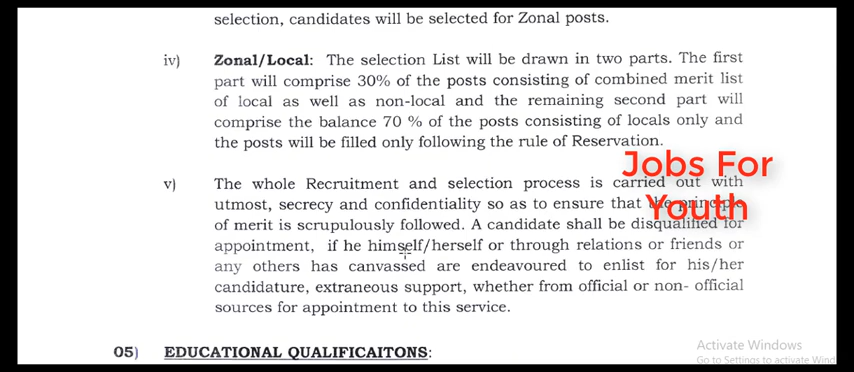 selection, candidates will be selected for Zonal posts.
iv) Zonal/Local: The selection List will be drawn in two parts. The first
part will comprise 30% of the posts consisting of combined merit list
of local as well as non-local and the remaining second part will
comprise the balance 70 % of the posts consisting of locals only and
the posts will be filled only following the rule of Reservation.
Jobs For
Youth
v) The whole Recruitment and selection process is carried out with
utmost, secrecy and confidentiality so as to ensure that the principle
of merit is scrupulously followed. A candidate shall be disqualified for
appointment, if he himself/herself or through relations or friends or
any others has canvassed are endeavoured to enlist for his/her
candidature, extraneous support, whether from official or non- official
sources for appointment to this service.
05) EDUCATIONAL QUALIFICAITONS:
Activate Windows
Go to Settings to activate Wind